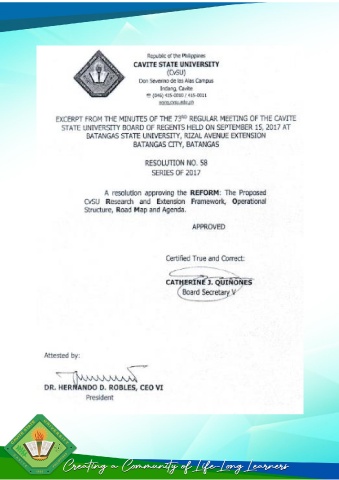 Republic of the Philippines
CAVITE STATE UNIVERSITY
(CvSU)
Don Severino de las Alas Campus
Indang, Cavite
☏ (046) 415-0010 / 415-0011
www.cvsu.edu.ph
EXCERPT FROM THE MINUTES OF THE 73RD REGULAR MEETING OF THE CAVITE
STATE UNIVERSITY BOARD OF REGENTS HELD ON SEPTEMBER 15, 2017 AT
BATANGAS STATE UNIVERSITY, RIZAL AVENUE EXTENSION
BATANGAS CITY, BATANGAS
RESOLUTION NO. 58
SERIES OF 2017
A resolution approving the REFORM: The Proposed
CvSU Research and Extension Framework, Operational
Structure, Road Map and Agenda.
APPROVED
Certified True and Correct:
CATHERINE J. QUIÑONES
Board Secretary V
Attested by:
DR. HERNANDO D. ROBLES, CEO VI
President
Creating a Community of Life-Long Learners